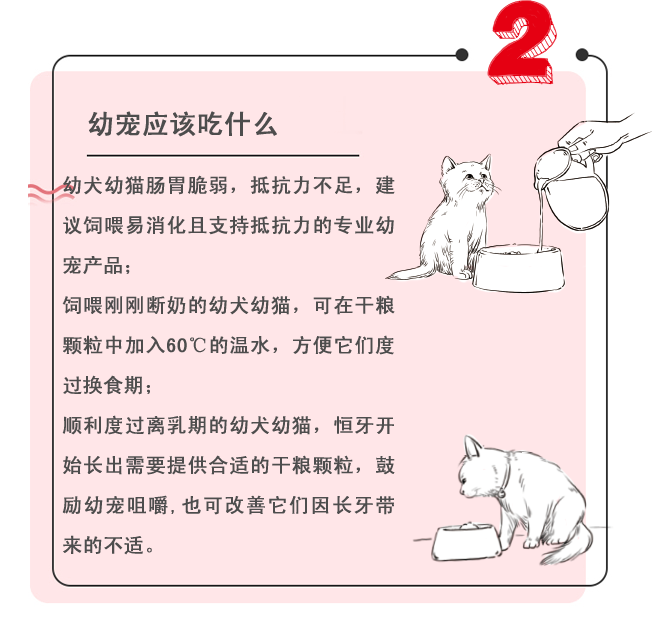 2
幼宠应该吃什么
幼犬幼猫肠胃脆弱，抵抗力不足，建
议饲喂易消化且支持抵抗力的专业幼
宠产品；
饲喂刚刚断奶的幼犬幼猫，可在干粮
颗粒中加入60℃的温水，方便它们度
过换食期；
顺利度过离乳期的幼犬幼猫，恒牙开
始长出需要提供合适的干粮颗粒，鼓
励幼宠咀嚼,也可改善它们因长牙带
来的不适。